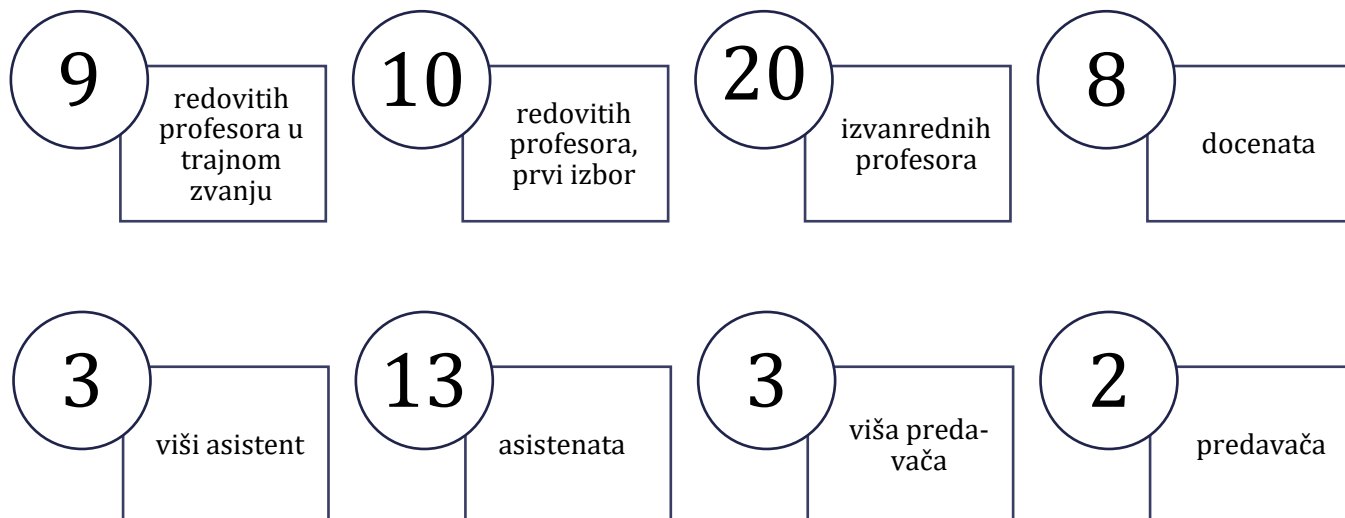 9
redovitih
profesora u
trajnom
zvanju
10
redovitih
profesora,
prvi izbor
20
izvanrednih
profesora
8
docenata
3
viši asistent
13
asistenata
3
viša preda-
vača
2
predavača